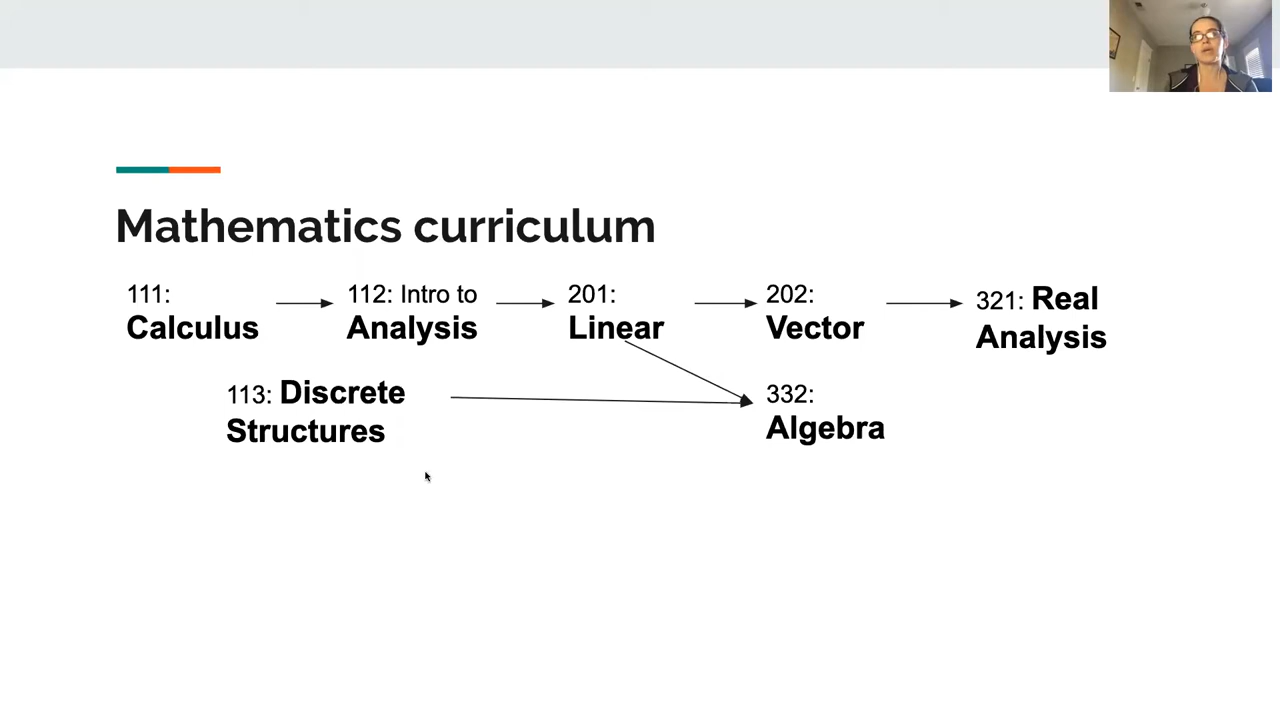 Mathematics curriculum
111:
Calculus
112: Intro to
Analysis
201:
Linear
202:
Vector
321: Real
Analysis
113: Discrete
Structures
332:
Algebra